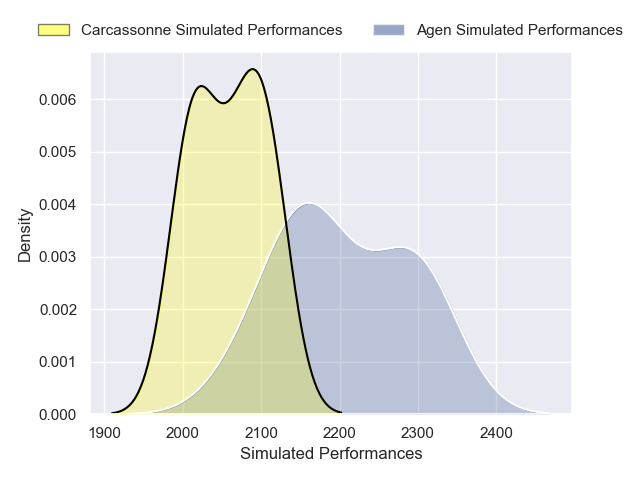 Carcassonne Simulated Performances
Agen Simulated Performances
0.006
0.005
0.004
0.003
0.002
0.001
0.000
Density
1900 2000 2100 2200 2300 2400
Simulated Performances